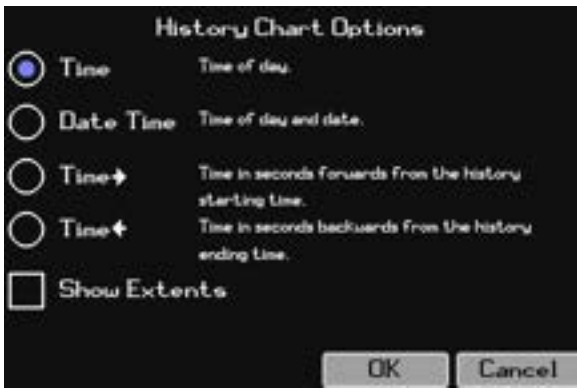 History Chart Options
Time Time of day.
Date Time Time of day and date.
Time→ Time in seconds forwards from the history
starting time.
Time← Time in seconds backwards from the history
ending time.
Show Extents
OK Cancel